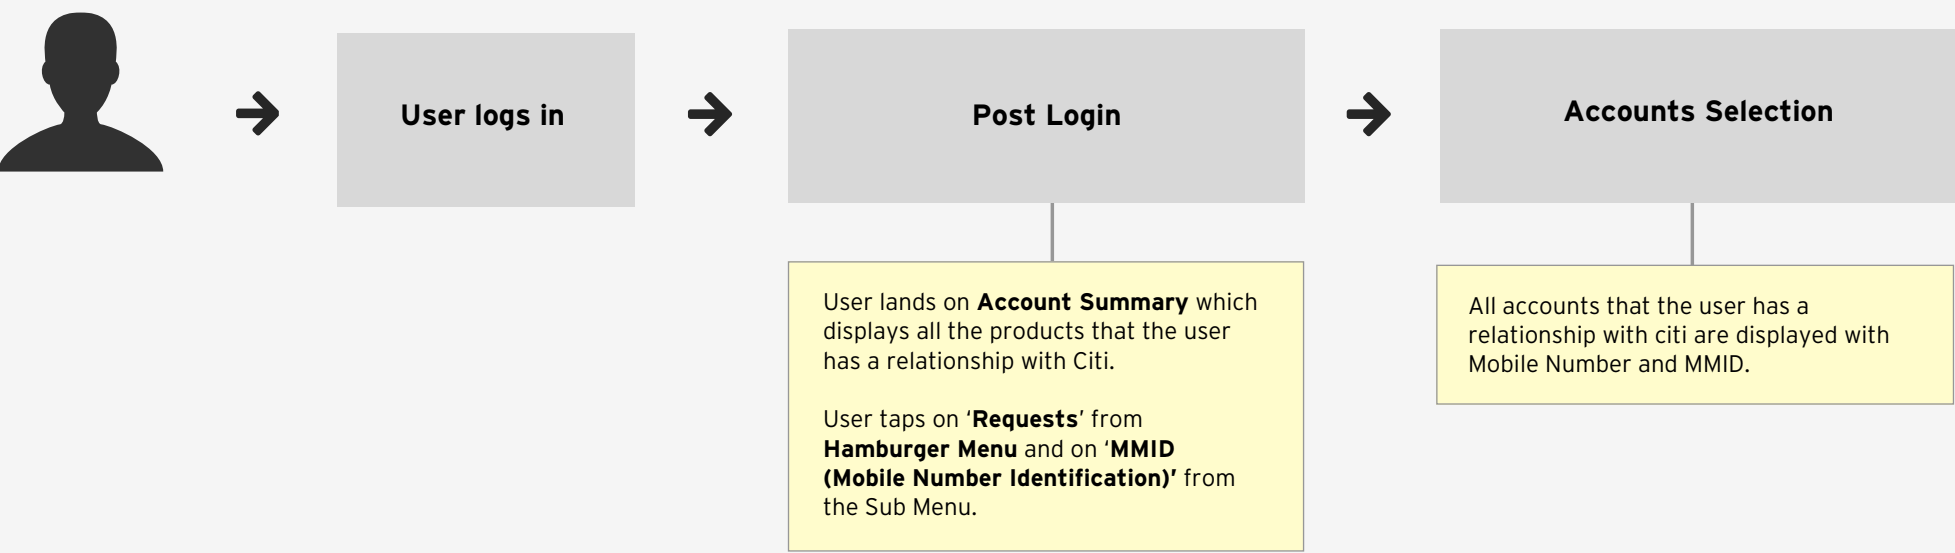 User logs in
Post Login
Accounts Selection
User lands on Account Summary which
displays all the products that the user
has a relationship with Citi.
User taps on ‘Requests’ from
Hamburger Menu and on ‘MMID
(Mobile Number Identification)’ from
the Sub Menu.
All accounts that the user has a
relationship with citi are displayed with
Mobile Number and MMID.